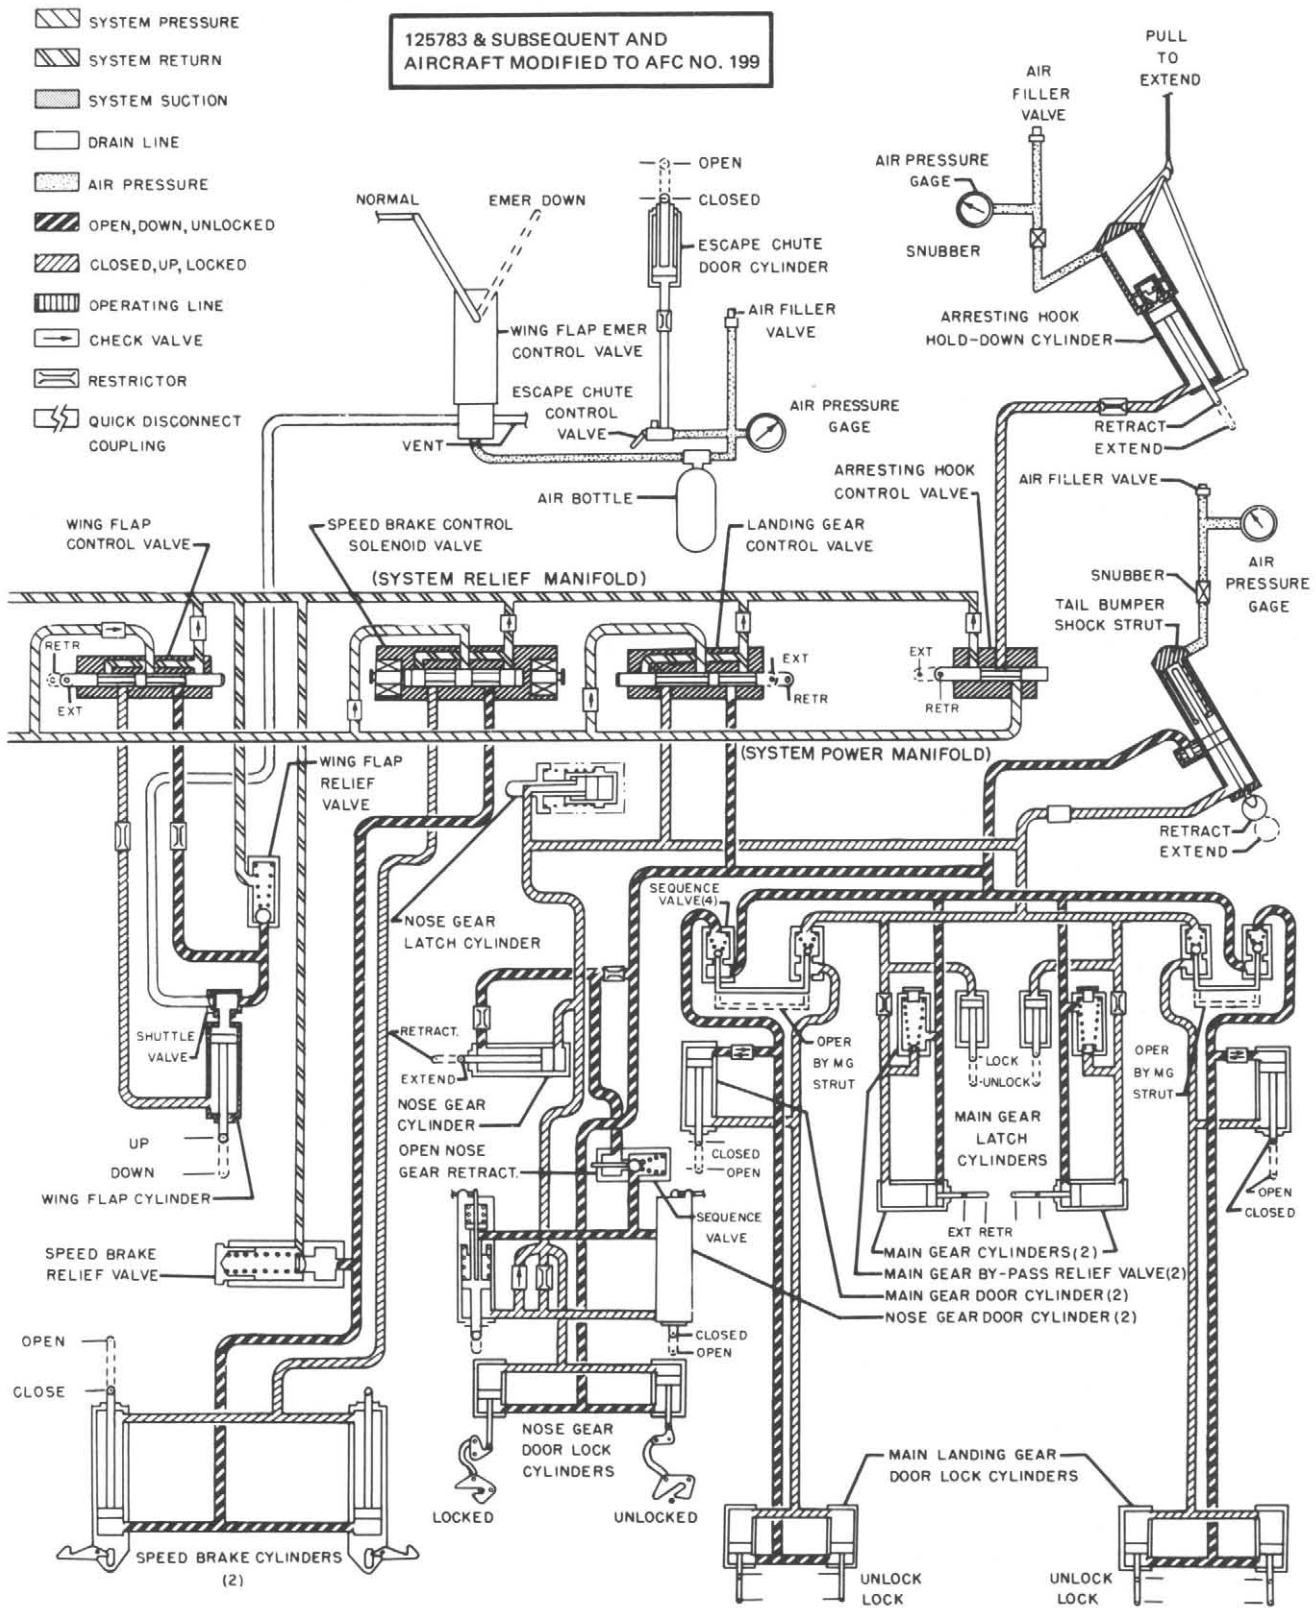 SYSTEM PRESSURE
SYSTEM RETURN
SYSTEM SUCTION
DRAIN LINE
AIR PRESSURE
OPEN, DOWN, UNLOCKED
CLOSED, UP, LOCKED
OPERATING LINE
CHECK VALVE
RESTRICTOR
QUICK DISCONNECT
COUPLING
125783 & SUBSEQUENT AND
AIRCRAFT MODIFIED TO AFC NO. 199
PULL
TO
EXTEND
AIR
FILLER
VALVE
AIR PRESSURE
GAGE
SNUBBER
ARRESTING HOOK
HOLD-DOWN CYLINDER
RETRACT
EXTEND
NORMAL
EMER DOWN
OPEN
CLOSED
ESCAPE CHUTE
DOOR CYLINDER
WING FLAP EMER
CONTROL VALVE
AIR FILLER
VALVE
ESCAPE CHUTE
CONTROL
VALVE
AIR PRESSURE
GAGE
VENT
AIR BOTTLE
ARRESTING HOOK
CONTROL VALVE
AIR FILLER VALVE
AIR
PRESSURE
GAGE
SNUBBER
TAIL BUMPER
SHOCK STRUT
WING FLAP
CONTROL VALVE
SPEED BRAKE CONTROL
SOLENOID VALVE
LANDING GEAR
CONTROL VALVE
(SYSTEM RELIEF MANIFOLD)
RETR
EXT
EXT
RETR
EXT
RETR
(SYSTEM POWER MANIFOLD)
RETRACT
EXTEND
WING FLAP
RELIEF
VALVE
NOSE GEAR
LATCH CYLINDER
SEQUENCE
VALVE(4)
SHUTTLE
VALVE
RETRACT.
EXTEND
NOSE GEAR
CYLINDER
OPEN NOSE
GEAR RETRACT.
OPER
BY MG
STRUT
LOCK
UNLOCK
MAIN GEAR
LATCH
CYLINDERS
OPER
BY MG
STRUT
CLOSED
OPEN
OPEN
CLOSED
UP
DOWN
WING FLAP CYLINDER
SEQUENCE
VALVE
EXT RETR
MAIN GEAR CYLINDERS(2)
MAIN GEAR BY-PASS RELIEF VALVE(2)
MAIN GEAR DOOR CYLINDER (2)
NOSE GEAR DOOR CYLINDER (2)
SPEED BRAKE
RELIEF VALVE
CLOSED
OPEN
OPEN
CLOSE
NOSE GEAR
DOOR LOCK
CYLINDERS
LOCKED
UNLOCKED
MAIN LANDING GEAR
DOOR LOCK CYLINDERS
SPEED BRAKE CYLINDERS
(2)
UNLOCK
LOCK
UNLOCK
LOCK